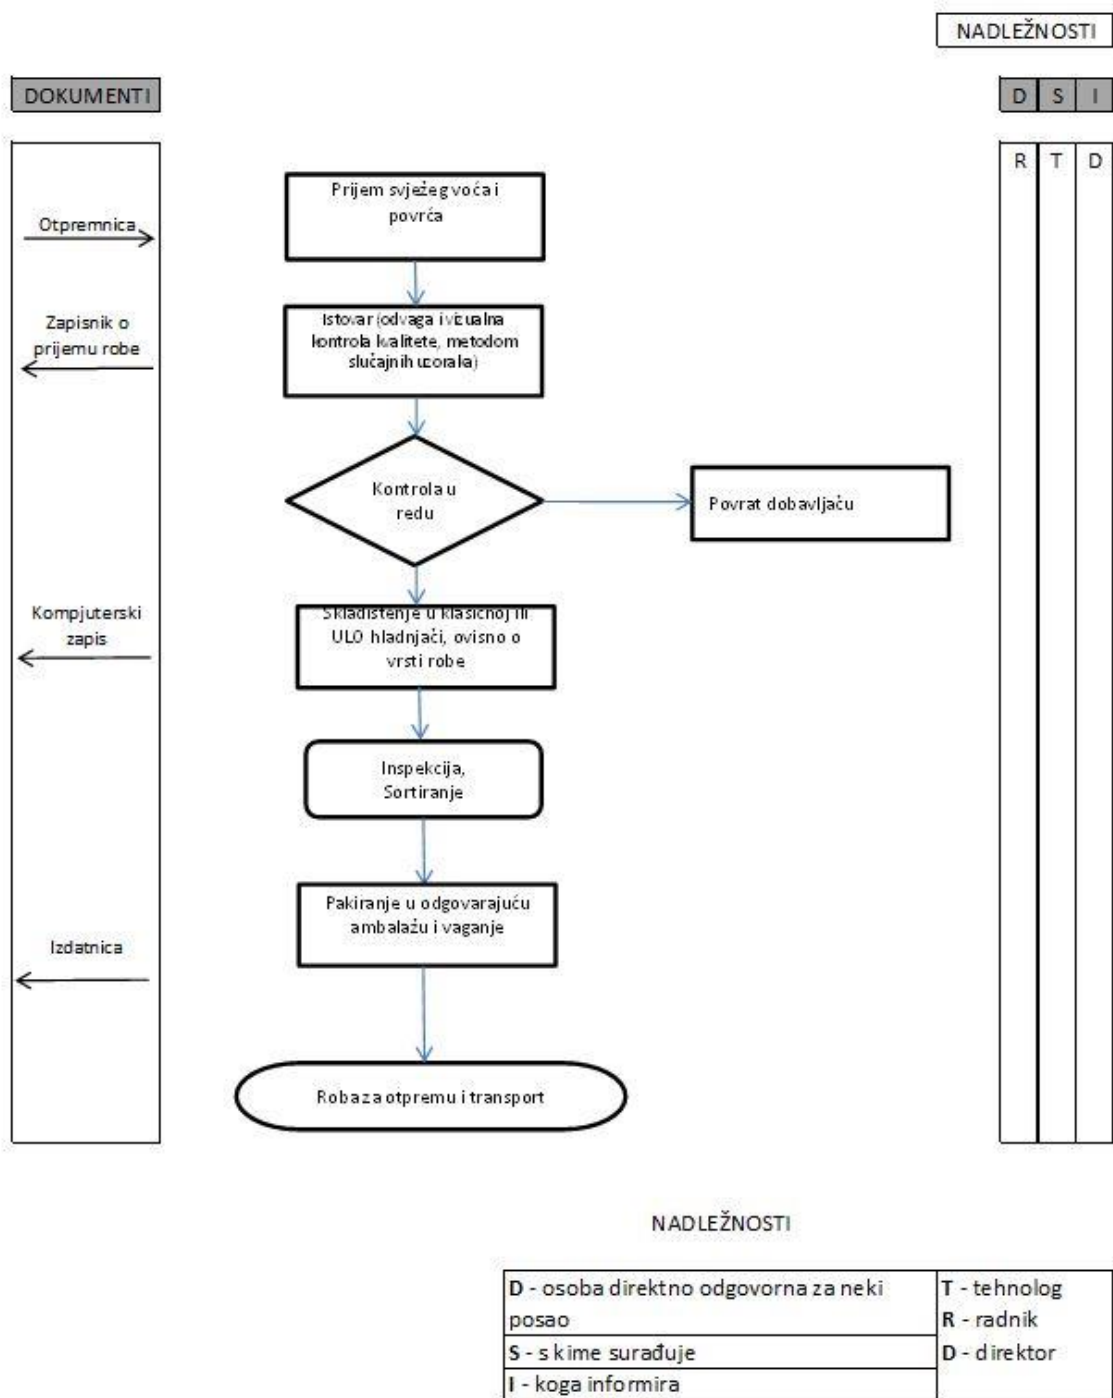 NADLEŽNOSTI
DOKUMENTI
D S I
R T D
Prijem svježeg voća i
povrća
Otpremnica
Istovar (odvaga i vizualna
kontrola kvalitete, metodom
slučajnih uzoraka)
Zapisnik o
prijemu robe
Kontrola u
redu
Povrat dobavljaču
Skladištenje u klasičnoj ili
ULO hladnjači, ovisno o
vrsti robe
Kompjuterski
zapis
Inspekcija,
Sortiranje
Pakiranje u odgovarajuću
ambalažu i vaganje
Izdatnica
Roba za otpremu i transport
NADLEŽNOSTI
D - osoba direktno odgovorna za neki
posao
S - s kime surađuje
I - koga informira
T - tehnolog
R - radnik
D - direktor